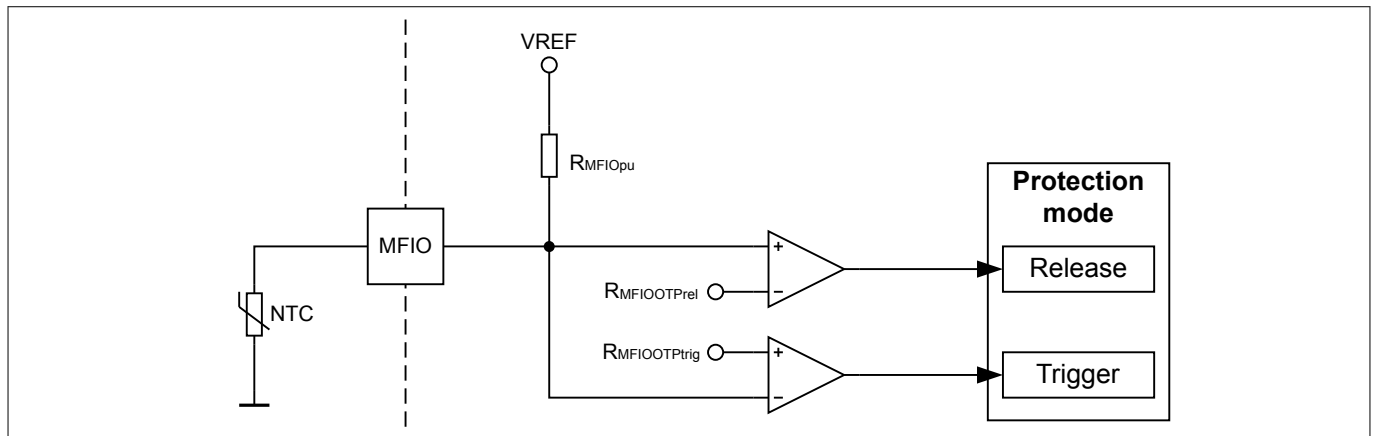 VREF
RMFIOpu
Protection
mode
MFIO
Release
RMFIOOTPrel
NTC
RMFIOOTPtrig
Trigger
+
−
+
−